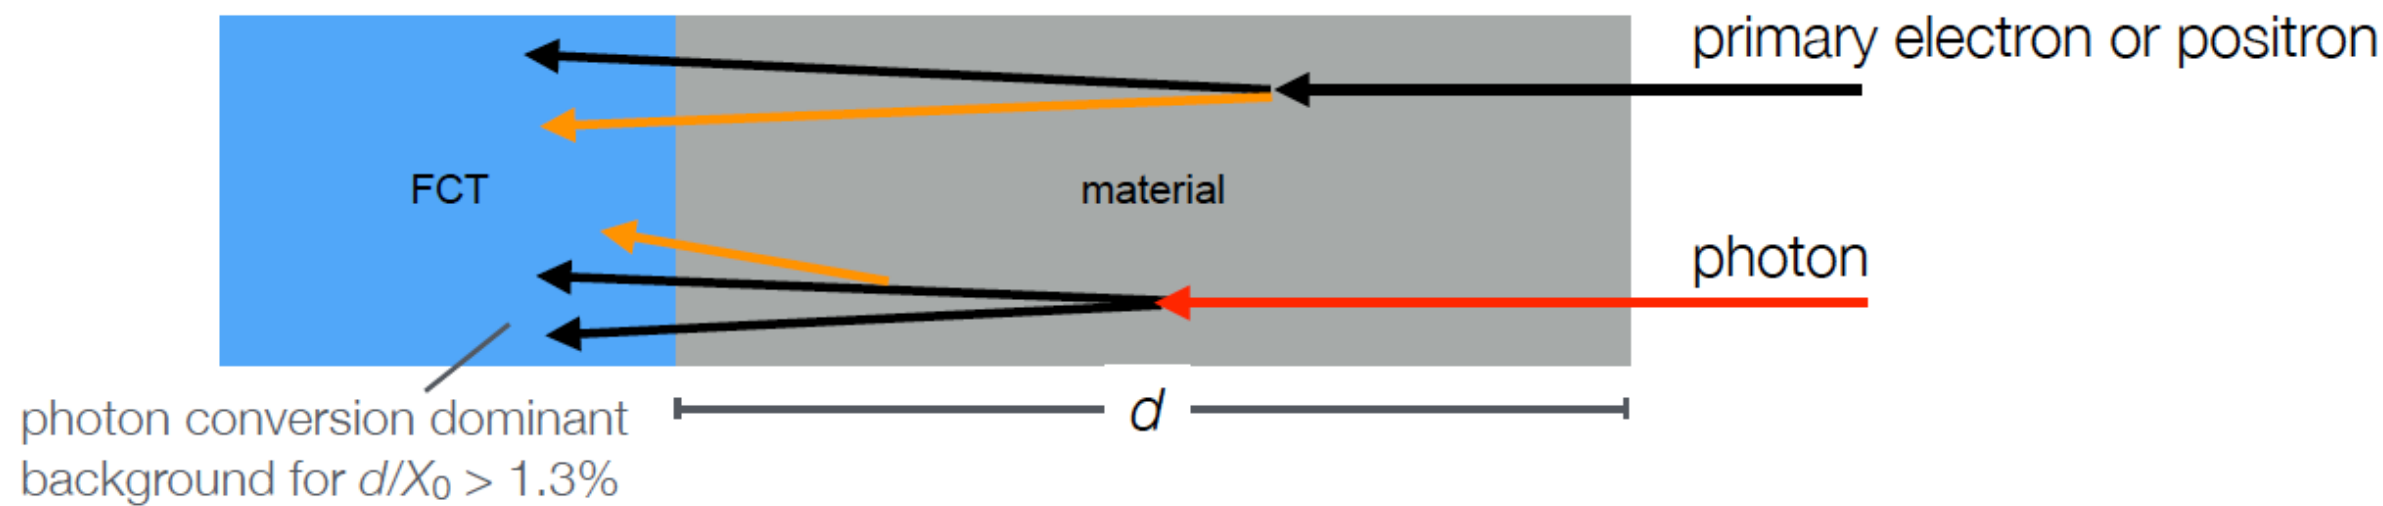 primary electron or positron
FCT
material
photon
d
photon conversion dominant
background for d/X₀ > 1.3%